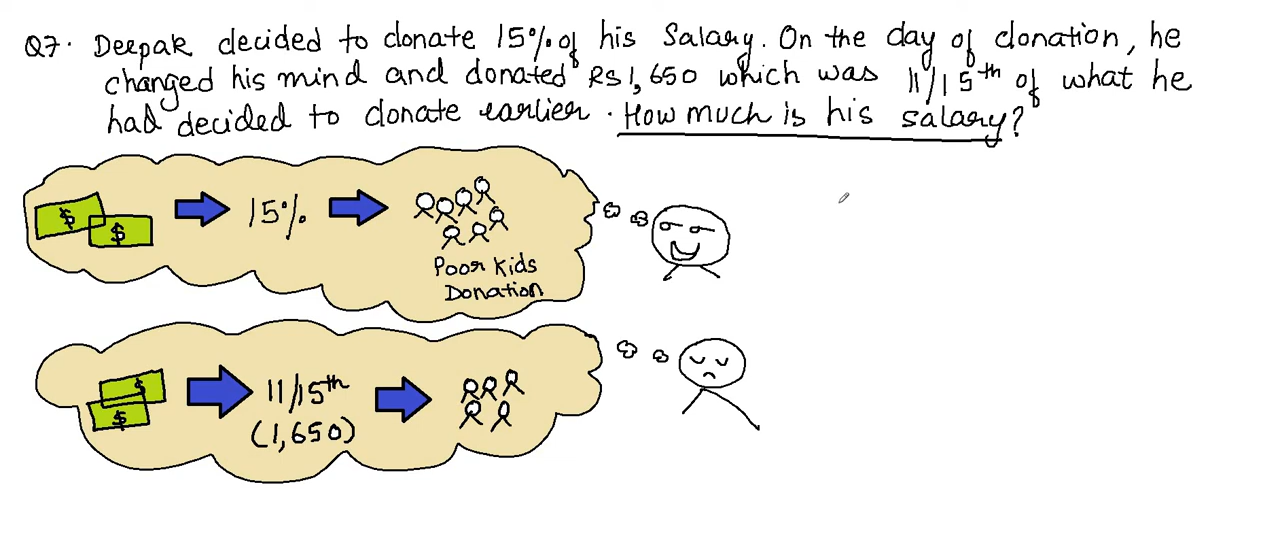 Q7. Deepak decided to donate 15% of his Salary. On the day of donation, he
changed his mind and donated Rs1,650 which was 11/15th of what he
had decided to donate earlier. How much is his salary?
$
$
15%
Poor Kids
Donation
$
$
11/15th
(1,650)